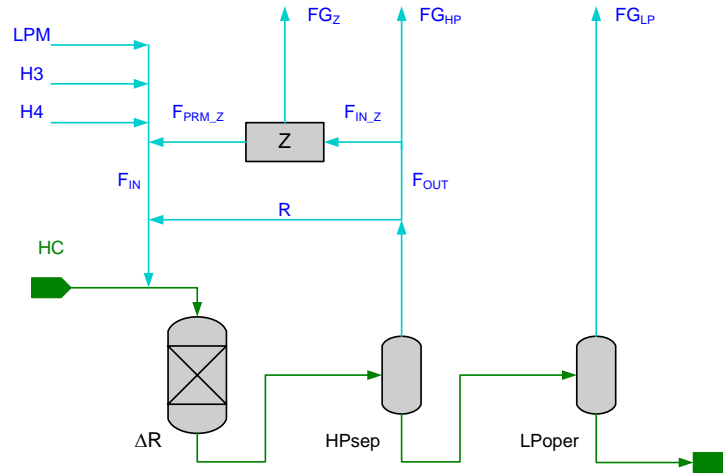 LPM
FG_Z
FG_HP
FG_LP
H3
H4
F_PRM_Z
F_IN_Z
Z
F_IN
F_OUT
R
HC
ΔR
HPsep
LPoper